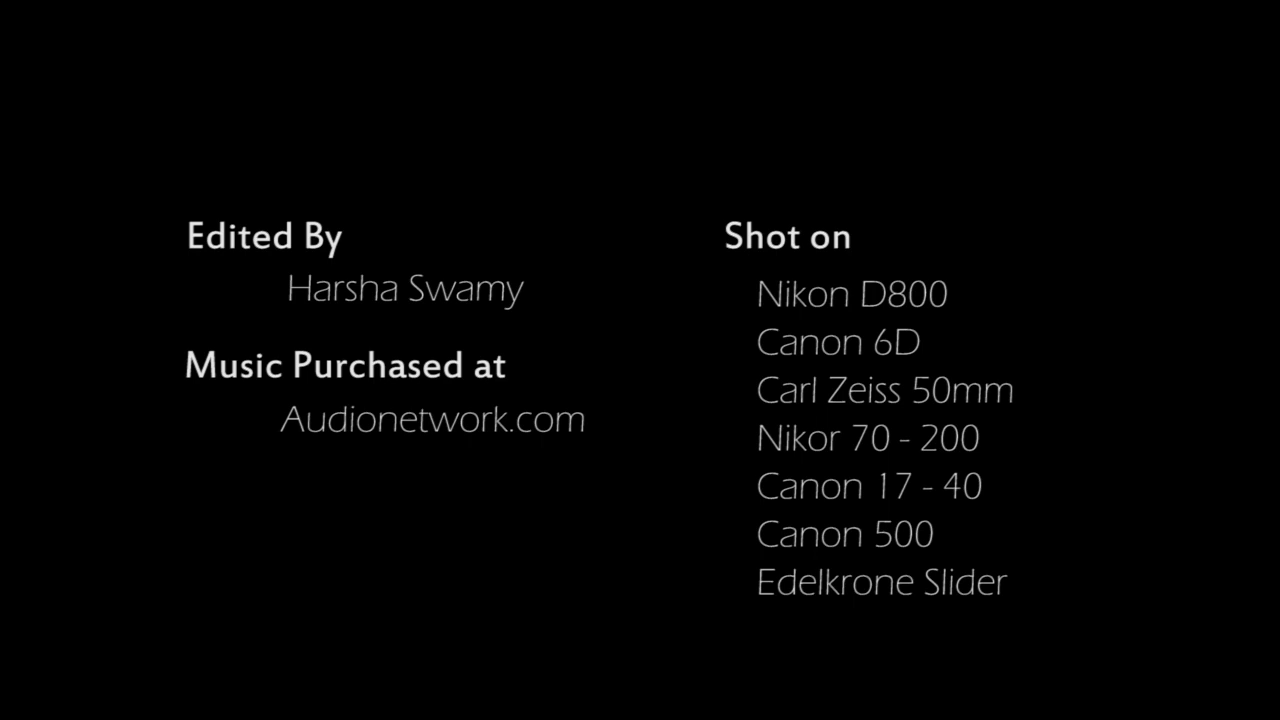 Edited By
Harsha Swamy
Music Purchased at
Audionetwork.com
Shot on
Nikon D800
Canon 6D
Carl Zeiss 50mm
Nikor 70 - 200
Canon 17 - 40
Canon 500
Edelkrone Slider